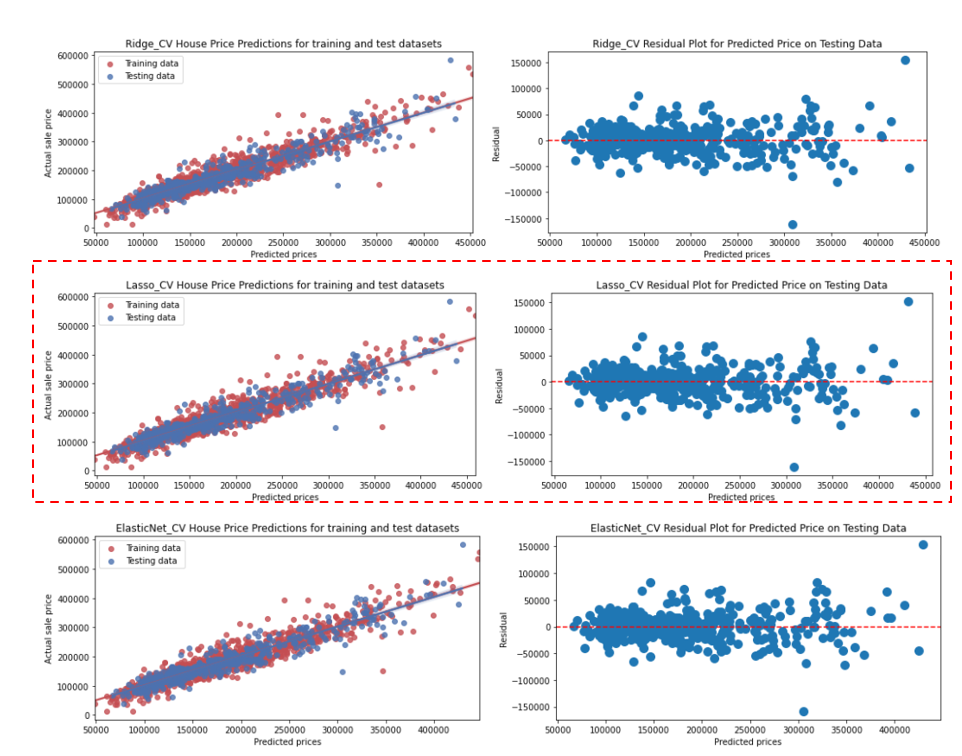 Ridge_CV House Price Predictions for training and test datasets
Training data
Testing data
Actual sale price
600000
500000
400000
300000
200000
100000
0
50000 100000 150000 200000 250000 300000 350000 400000 450000
Predicted prices
Ridge_CV Residual Plot for Predicted Price on Testing Data
Residual
150000
100000
50000
0
−50000
−100000
−150000
50000 100000 150000 200000 250000 300000 350000 400000 450000
Predicted prices
Lasso_CV House Price Predictions for training and test datasets
Training data
Testing data
Actual sale price
600000
500000
400000
300000
200000
100000
0
50000 100000 150000 200000 250000 300000 350000 400000 450000
Predicted prices
Lasso_CV Residual Plot for Predicted Price on Testing Data
Residual
150000
100000
50000
0
−50000
−100000
−150000
50000 100000 150000 200000 250000 300000 350000 400000 450000
Predicted prices
ElasticNet_CV House Price Predictions for training and test datasets
Training data
Testing data
Actual sale price
600000
500000
400000
300000
200000
100000
0
50000 100000 150000 200000 250000 300000 350000 400000
Predicted prices
ElasticNet_CV Residual Plot for Predicted Price on Testing Data
Residual
150000
100000
50000
0
−50000
−100000
−150000
50000 100000 150000 200000 250000 300000 350000 400000
Predicted prices